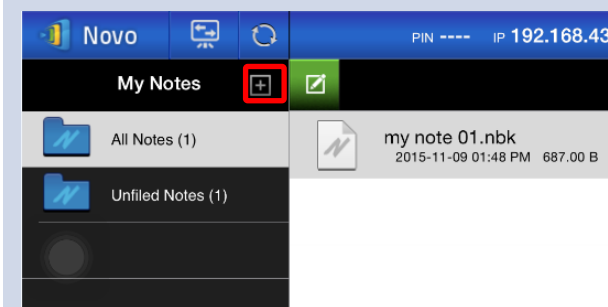 Novo
PIN ---- IP 192.168.43
My Notes
All Notes (1)
my note 01.nbk
2015-11-09 01:48 PM 687.00 B
Unfiled Notes (1)